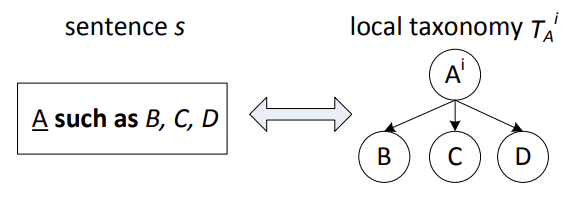 sentence s
local taxonomy T_A^i
A such as B, C, D
A^i
B
C
D